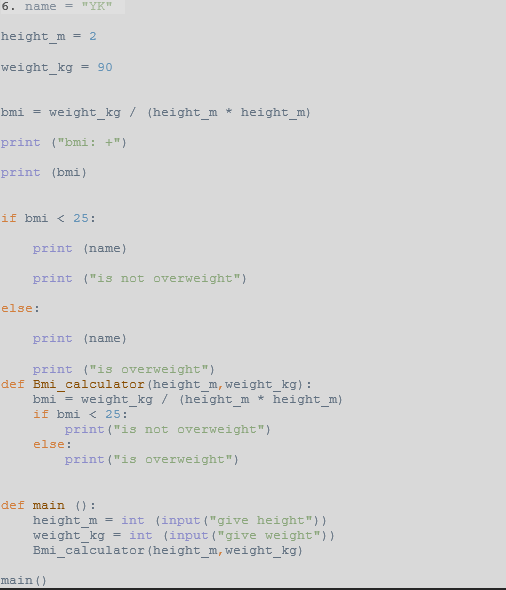 6. name = "YK"
height_m = 2
weight_kg = 90
bmi = weight_kg / (height_m * height_m)
print ("bmi: +")
print (bmi)
if bmi < 25:
    print (name)
    print ("is not overweight")
else:
    print (name)
    print ("is overweight")
def Bmi_calculator(height_m,weight_kg):
    bmi = weight_kg / (height_m * height_m)
    if bmi < 25:
        print("is not overweight")
    else:
        print("is overweight")
def main ():
    height_m = int (input("give height"))
    weight_kg = int (input("give weight"))
    Bmi_calculator(height_m,weight_kg)
main()